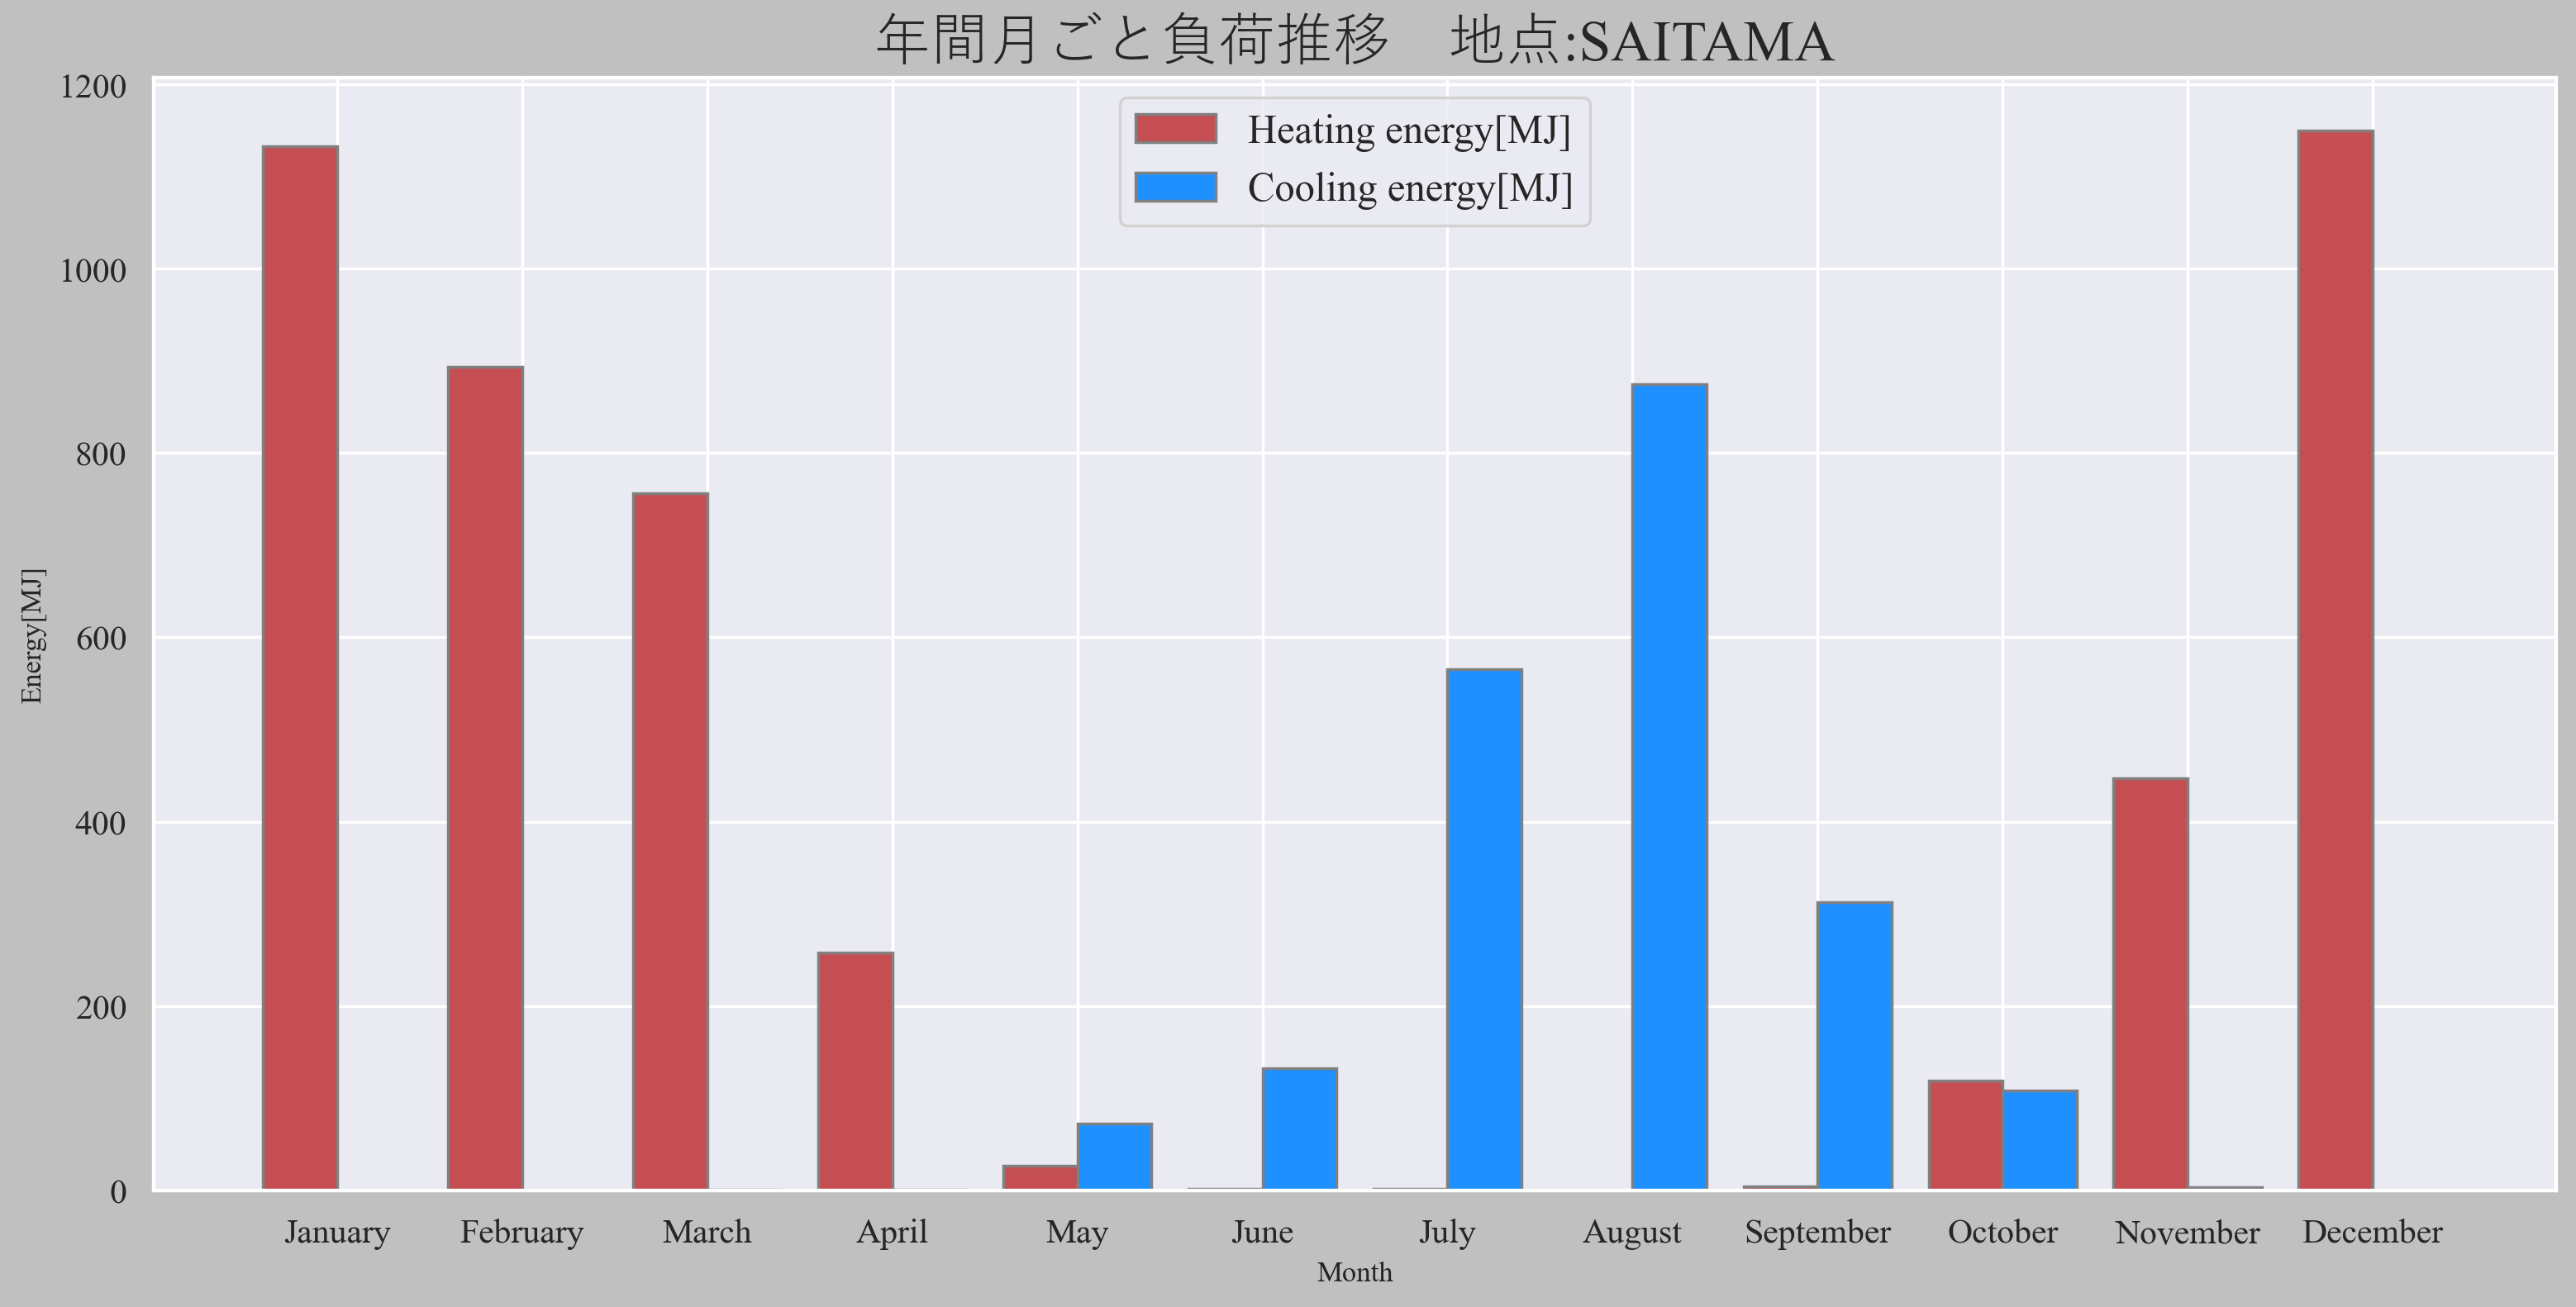 年間月ごと負荷推移　地点:SAITAMA
Heating energy[MJ]
Cooling energy[MJ]
1200
1000
800
600
400
200
0
Energy[MJ]
January February March April May June July August September October November December
Month